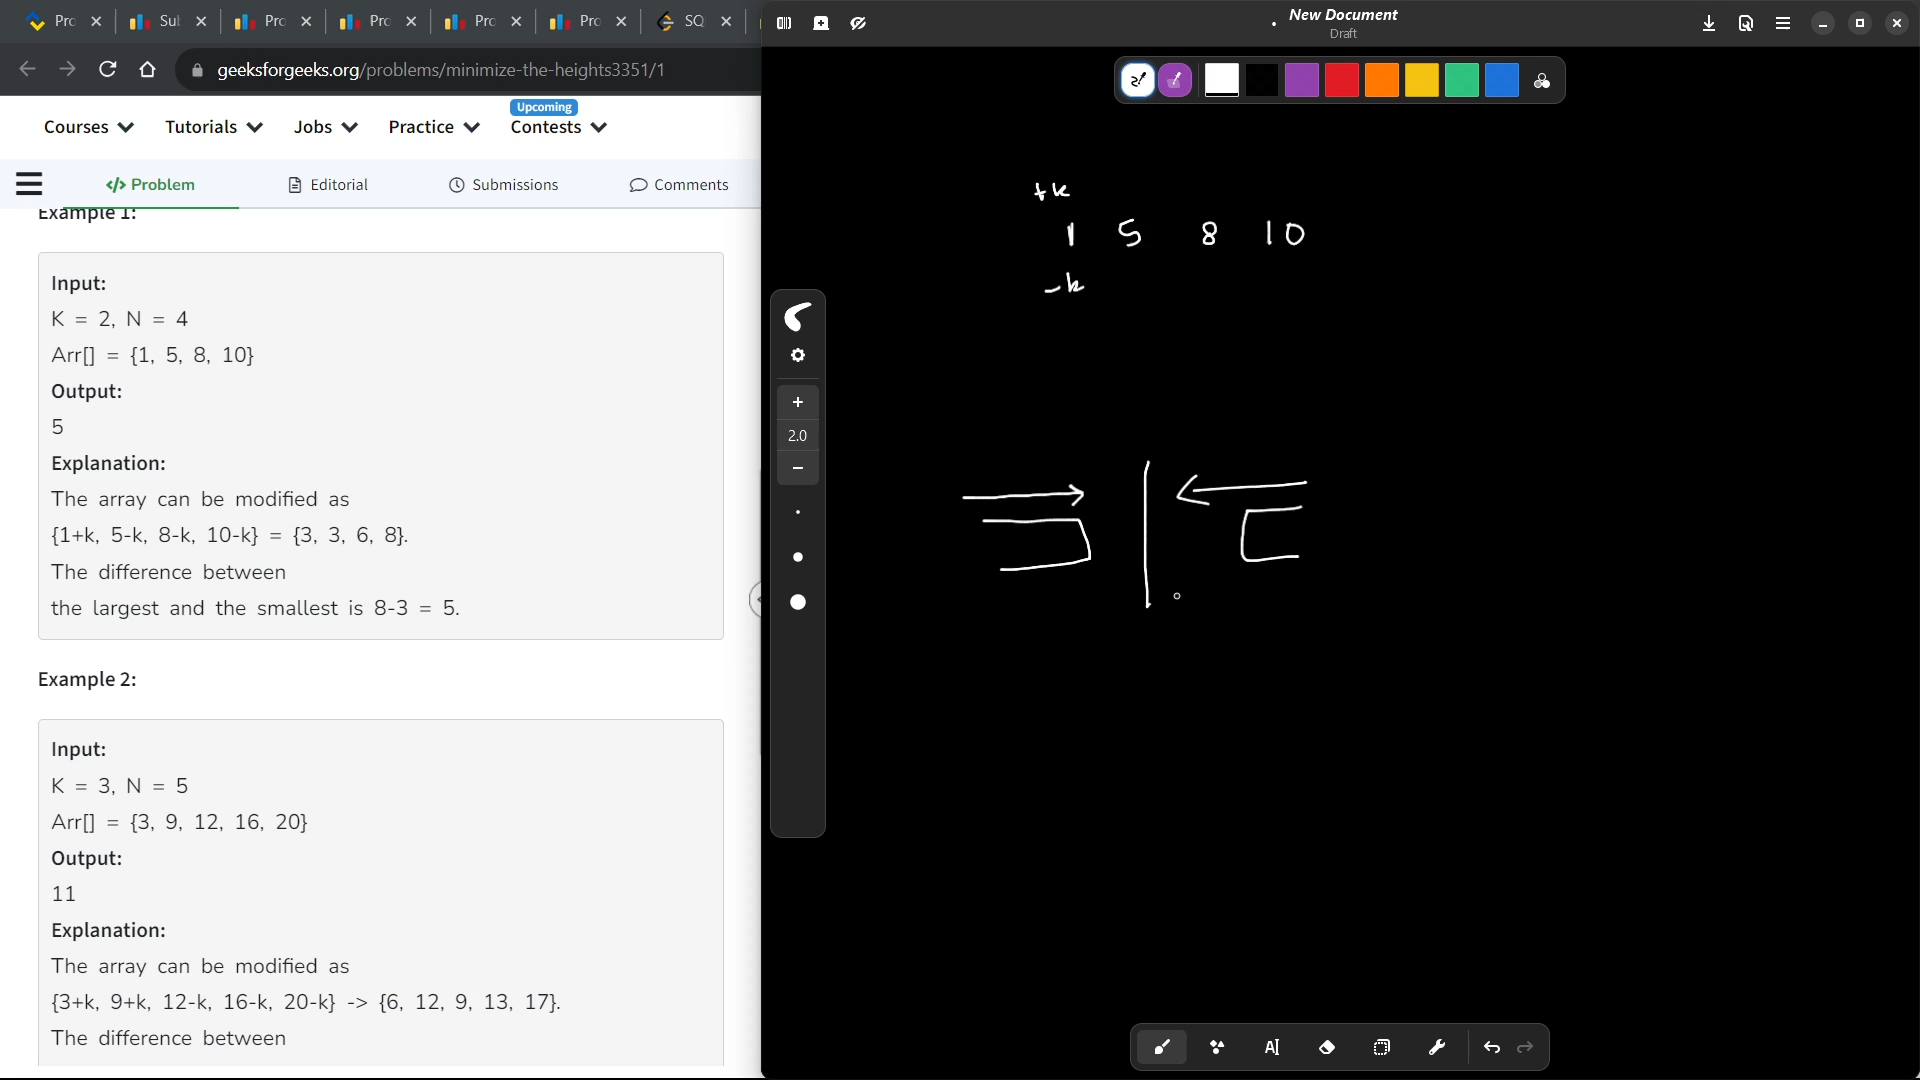 Pro
Sul
Pro
Pro
Pro
Pro
SQ
New Document
Draft
geeksforgeeks.org/problems/minimize-the-heights3351/1
Upcoming
Courses Tutorials Jobs Practice Contests
</> Problem Editorial Submissions Comments
Example 1:
Input:
K = 2, N = 4
Arr[] = {1, 5, 8, 10}
Output:
5
Explanation:
The array can be modified as
{1+k, 5-k, 8-k, 10-k} = {3, 3, 6, 8}.
The difference between
the largest and the smallest is 8-3 = 5.
Example 2:
Input:
K = 3, N = 5
Arr[] = {3, 9, 12, 16, 20}
Output:
11
Explanation:
The array can be modified as
{3+k, 9+k, 12-k, 16-k, 20-k} -> {6, 12, 9, 13, 17}.
The difference between
+k
1 5 8 10
-k
+
2.0
−
AI